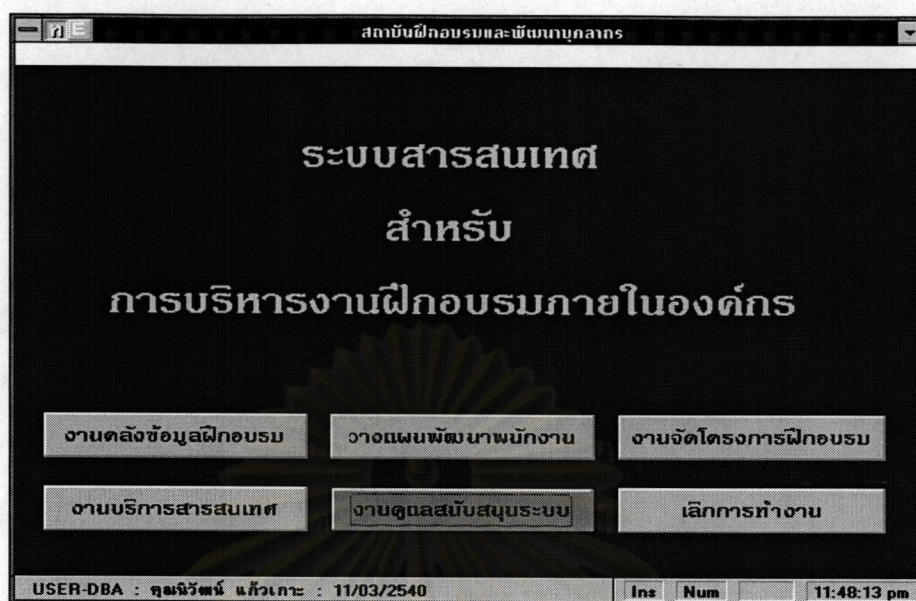 ก E สถาบันฝึกอบรมและพัฒนาบุคลากร
ระบบสารสนเทศ
สำหรับ
การบริหารงานฝึกอบรมภายในองค์กร
งานคลังข้อมูลฝึกอบรม วางแผนพัฒนาพนักงาน งานจัดโครงการฝึกอบรม
งานบริการสารสนเทศ งานดูแลสนับสนุนระบบ เลิกการทำงาน
USER-DBA : คุณนิวัฒน์ แก้วเกาะ : 11/03/2540 Ins Num 11:48:13 pm